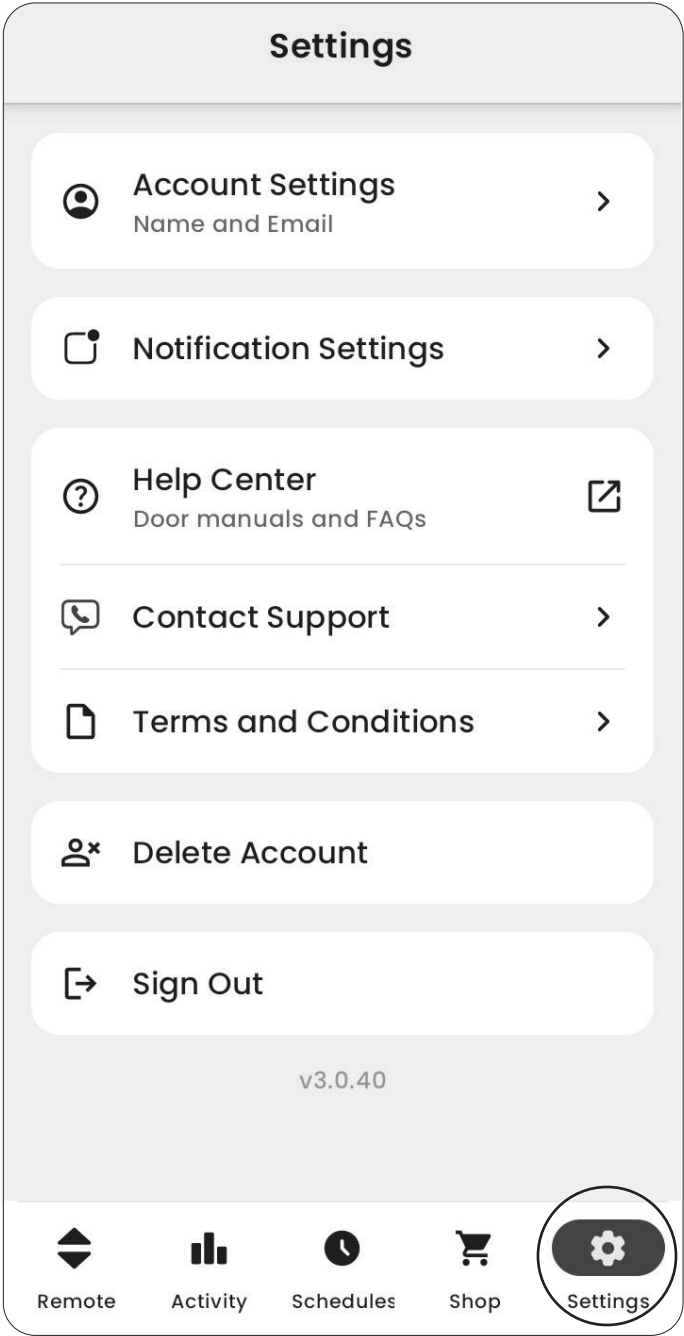 Settings
Account Settings
Name and Email
Notification Settings
Help Center
Door manuals and FAQs
Contact Support
Terms and Conditions
Delete Account
Sign Out
v3.0.40
Remote Activity Schedules Shop Settings